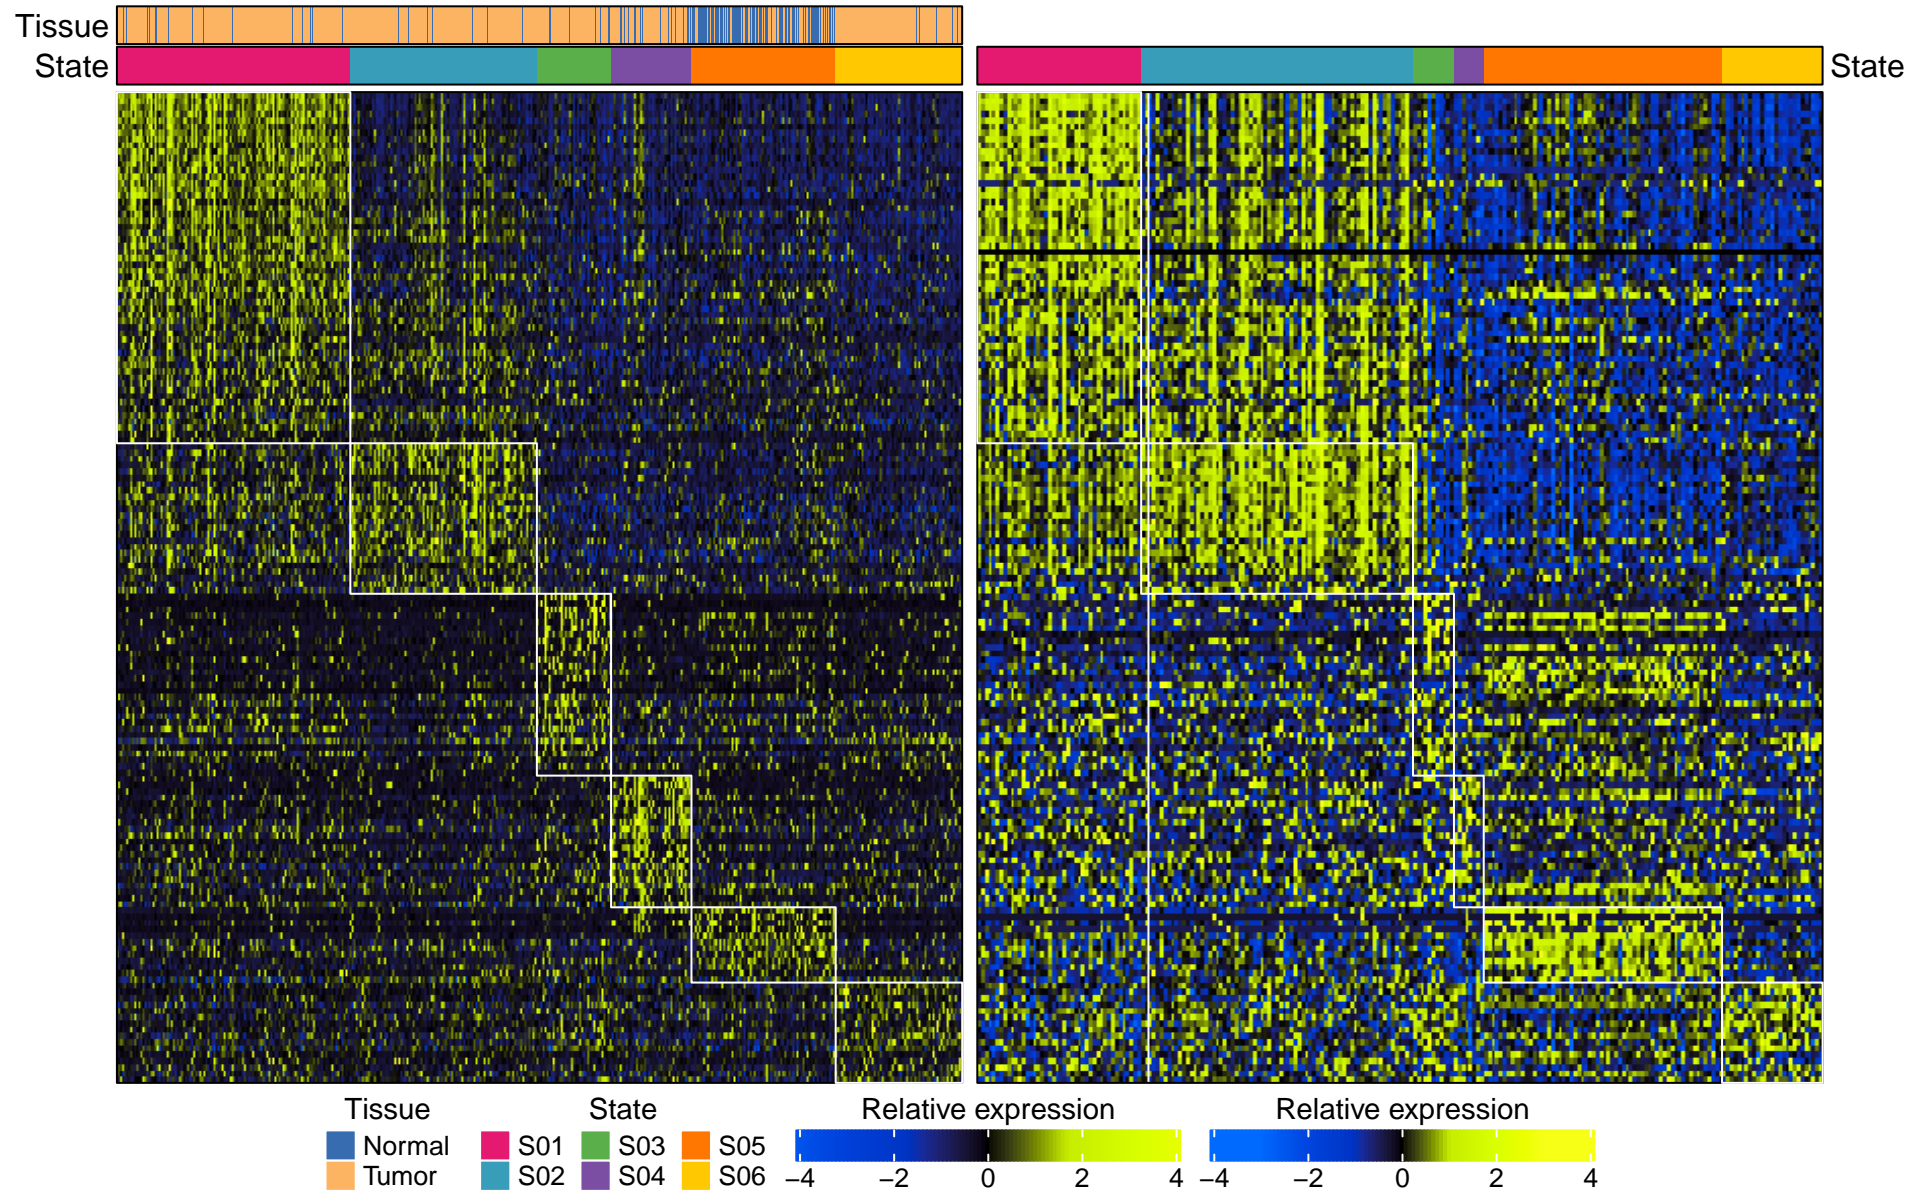 Tissue
State
State
Tissue
Normal
Tumor
State
S01
S03
S05
S02
S04
S06
Relative expression
−4 −2 0 2 4
Relative expression
−4 −2 0 2 4